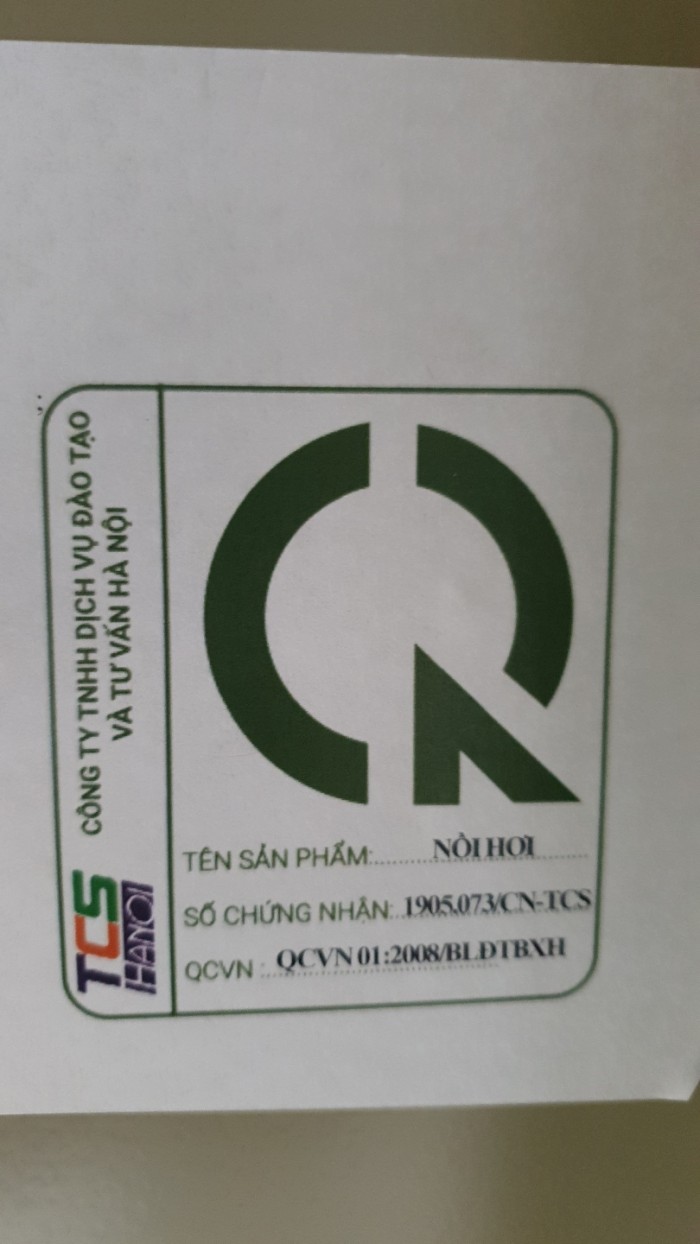 CÔNG TY TNHH DỊCH VỤ ĐÀO TẠO
VÀ TƯ VẤN HÀ NỘI
TCS
HANOI
TÊN SẢN PHẨM: NỒI HƠI
SỐ CHỨNG NHẬN: 1905.073/CN-TCS
QCVN : QCVN 01:2008/BLĐTBXH